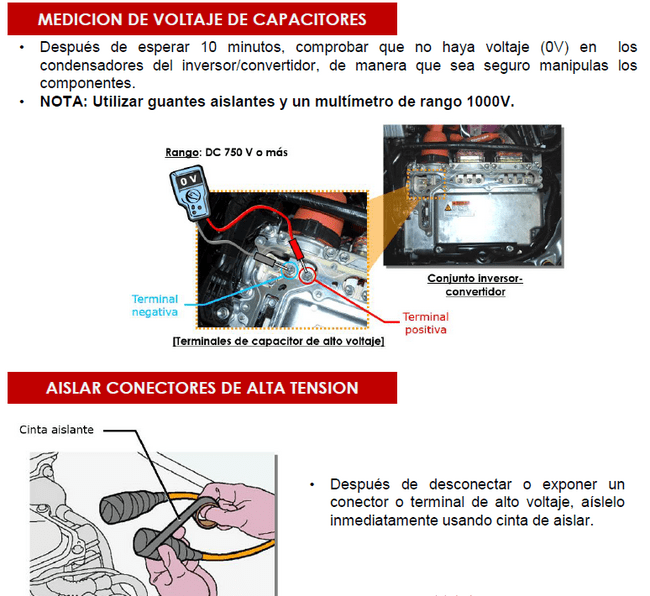 MEDICION DE VOLTAJE DE CAPACITORES
• Después de esperar 10 minutos, comprobar que no haya voltaje (0V) en los
condensadores del inversor/convertidor, de manera que sea seguro manipulas los
componentes.
• NOTA: Utilizar guantes aislantes y un multímetro de rango 1000V.
Rango: DC 750 V o más
0 V
Terminal
negativa
Conjunto inversor-
convertidor
Terminal
positiva
[Terminales de capacitor de alto voltaje]
AISLAR CONECTORES DE ALTA TENSION
Cinta aislante
• Después de desconectar o exponer un
conector o terminal de alto voltaje, aíslelo
inmediatamente usando cinta de aislar.